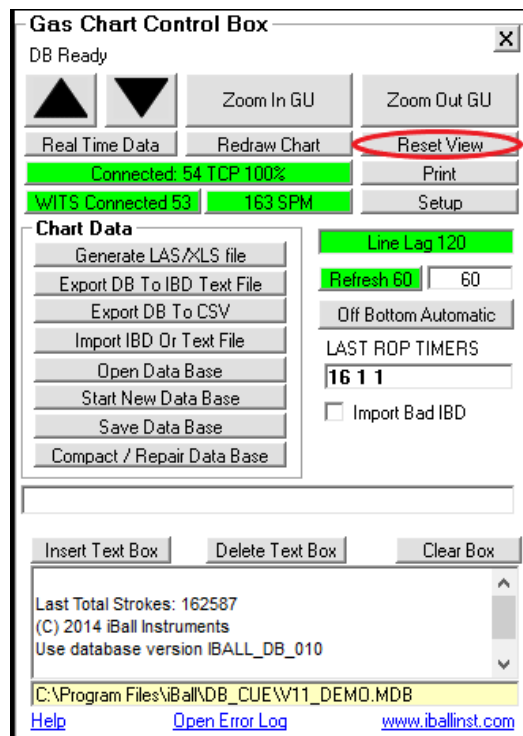 Gas Chart Control Box
DB Ready
Zoom In GU
Zoom Out GU
Real Time Data
Redraw Chart
Reset View
Connected: 54 TCP 100%
Print
WITS Connected 53
163 SPM
Setup
Chart Data
Generate LAS/XLS file
Export DB To IBD Text File
Export DB To CSV
Import IBD Or Text File
Open Data Base
Start New Data Base
Save Data Base
Compact / Repair Data Base
Line Lag 120
Refresh 60
60
Off Bottom Automatic
LAST ROP TIMERS
16 1 1
Import Bad IBD
Insert Text Box
Delete Text Box
Clear Box
Last Total Strokes: 162587
(C) 2014 iBall Instruments
Use database version IBALL_DB_010
C:\Program Files\iBall\DB_CUE\V11_DEMO.MDB
Help
Open Error Log
www.iballinst.com